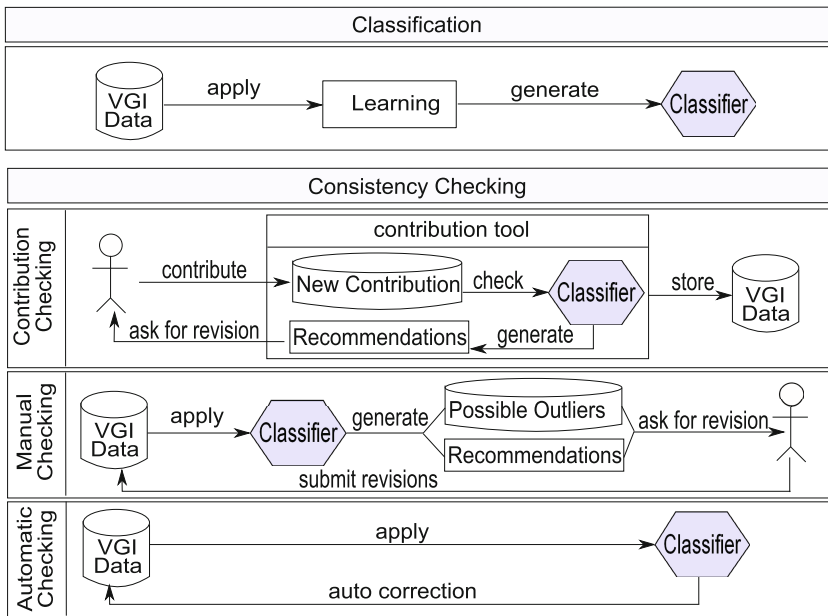 Classification
VGI
Data
apply
Learning
generate
Classifier
Consistency Checking
Contribution
Checking
contribution tool
contribute
New Contribution
check
Classifier
store
VGI
Data
ask for revision
Recommendations
generate
Manual
Checking
VGI
Data
apply
Classifier
generate
Possible Outliers
Recommendations
ask for revision
submit revisions
Automatic
Checking
VGI
Data
apply
Classifier
auto correction